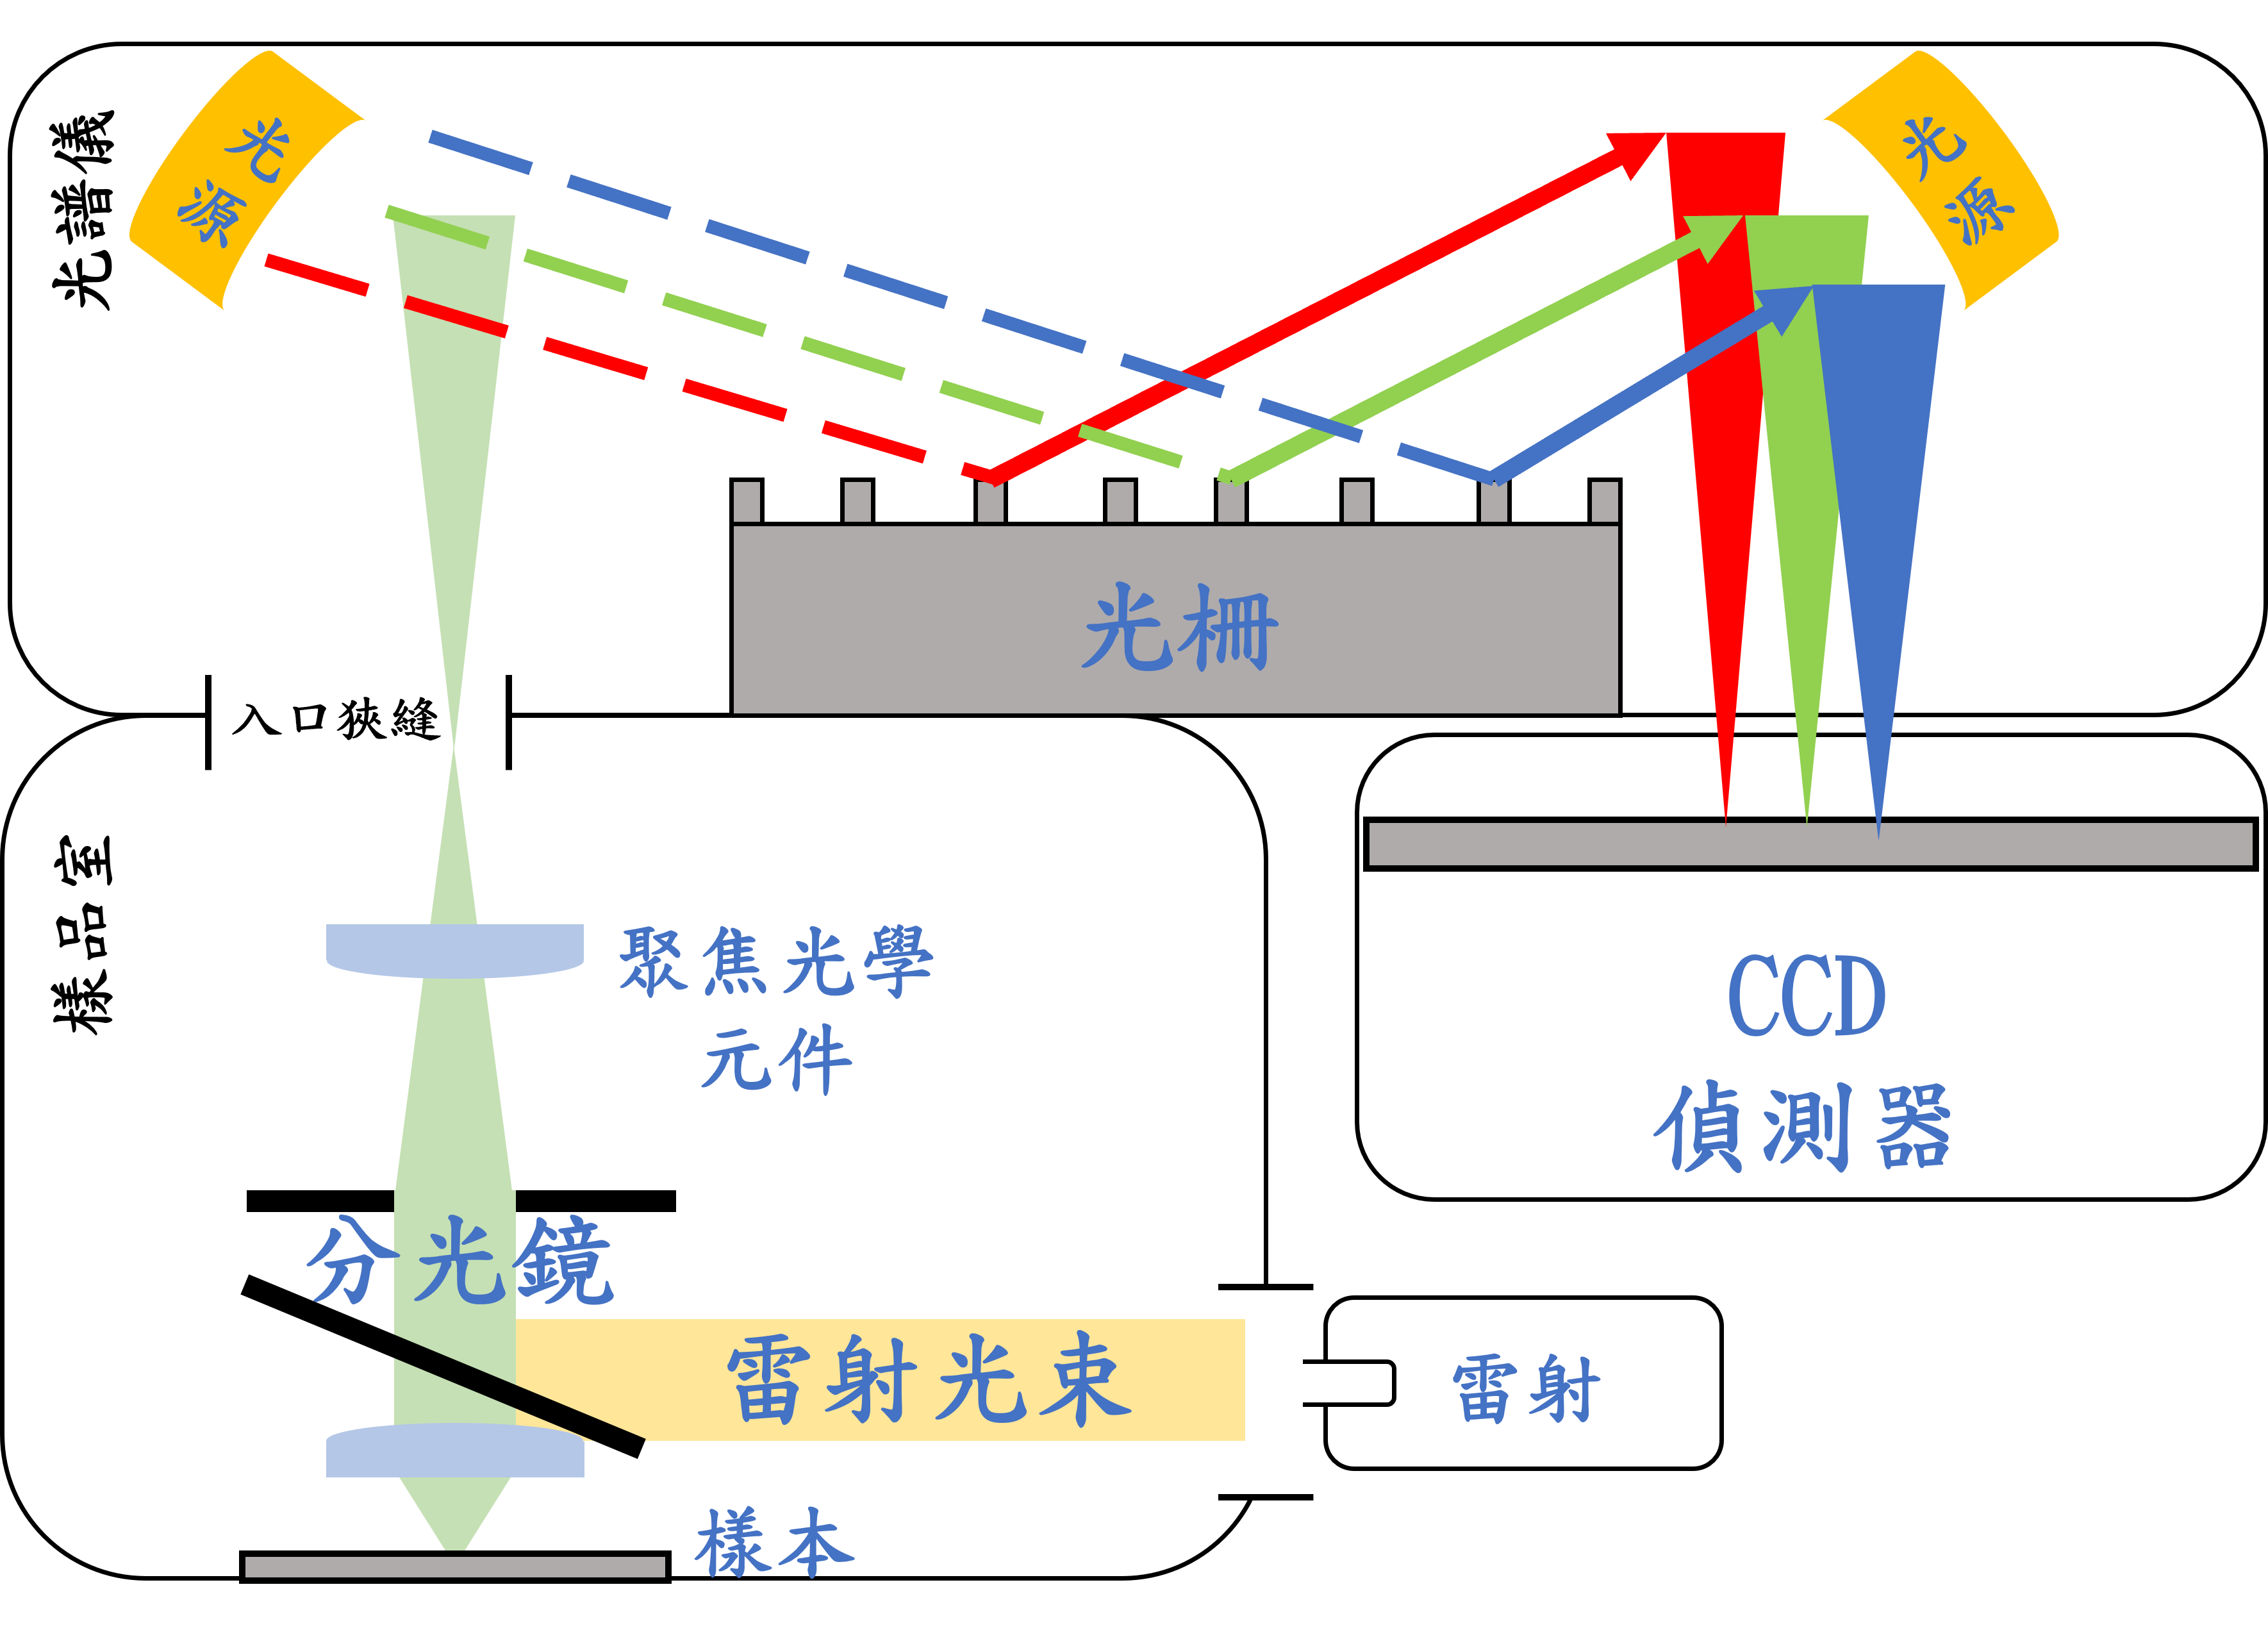 光譜儀
光
源
光
源
光柵
入口狹縫
樣品室
聚焦光學
元件
CCD
偵測器
分光鏡
雷射光束
雷射
樣本